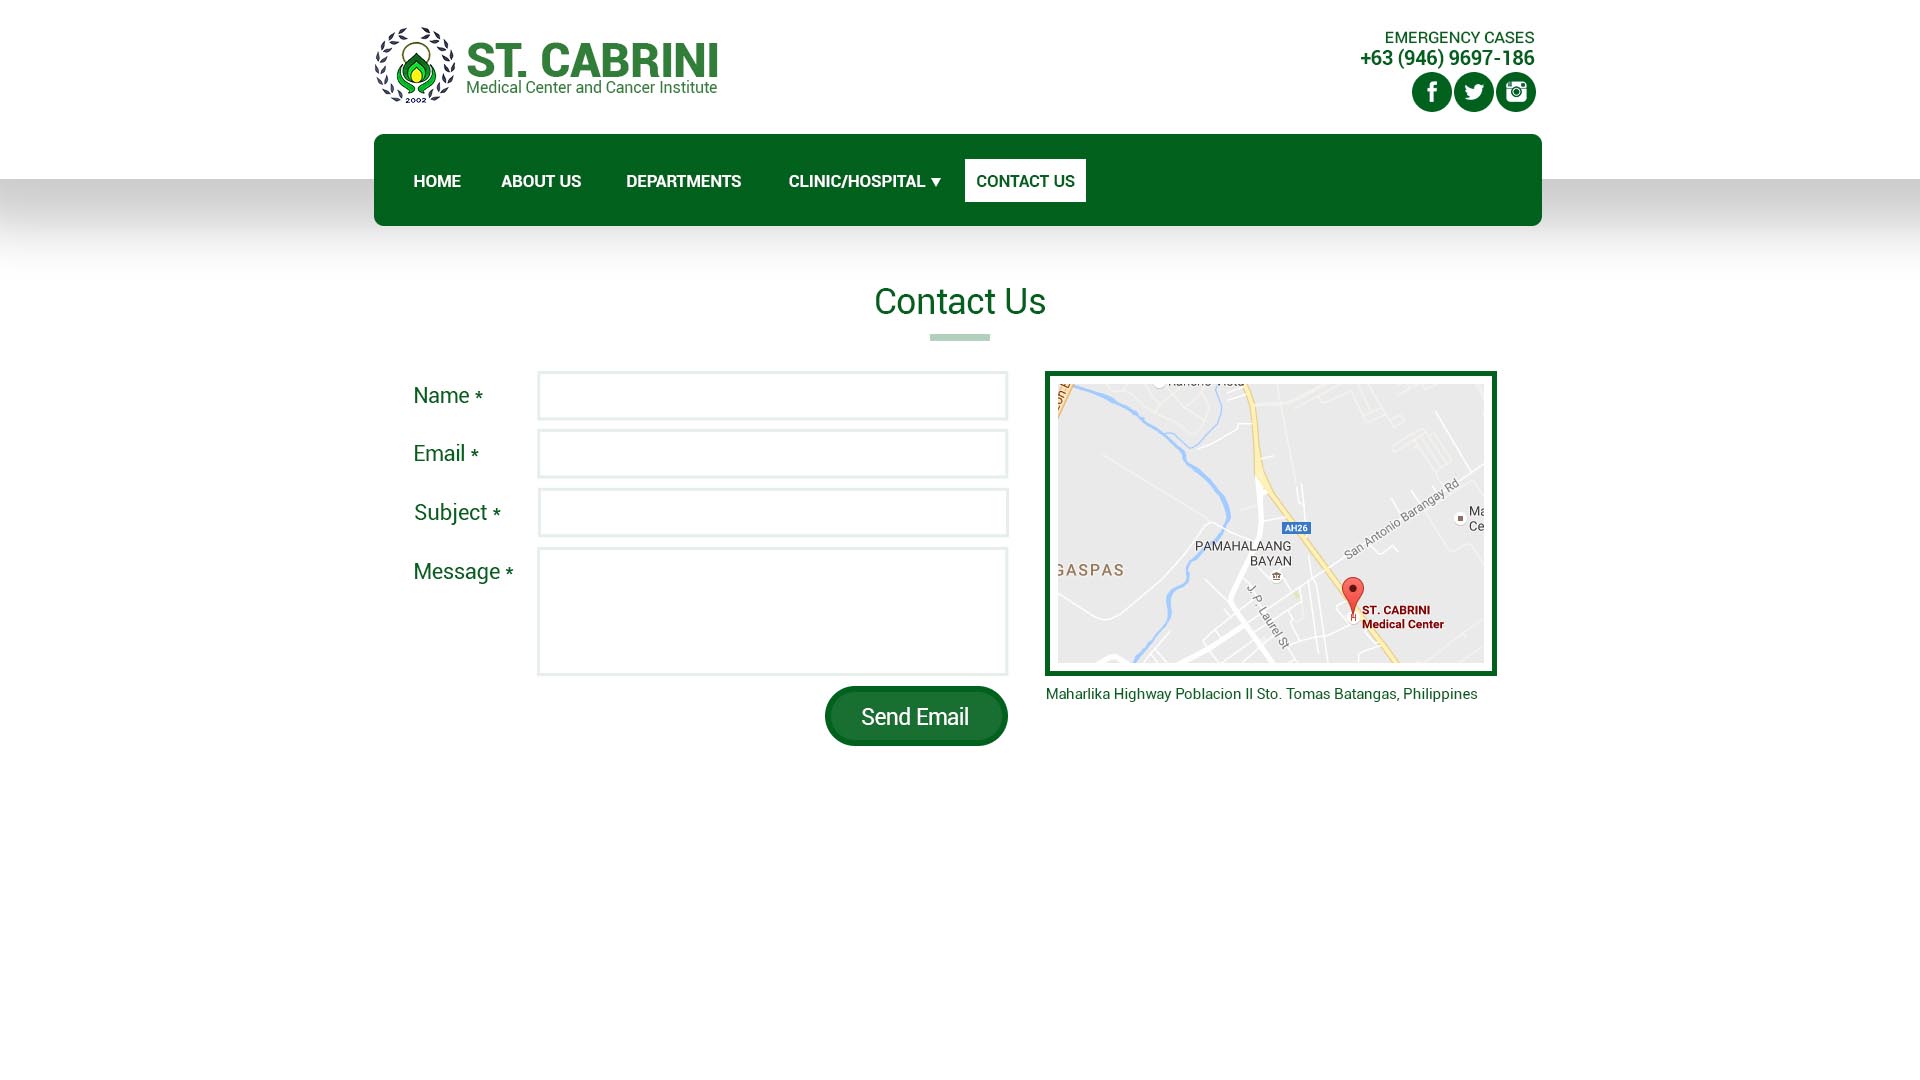 2002
ST. CABRINI
Medical Center and Cancer Institute
EMERGENCY CASES
+63 (946) 9697-186
HOME
ABOUT US
DEPARTMENTS
CLINIC/HOSPITAL
CONTACT US
Contact Us
Name *
Email *
Subject *
Message *
Send Email
AH26
San Antonio Barangay Rd
Ma
Ce
PAMAHALAANG
BAYAN
GASPAS
J. P. Laurel St
H
ST. CABRINI
Medical Center
Maharlika Highway Poblacion II Sto. Tomas Batangas, Philippines